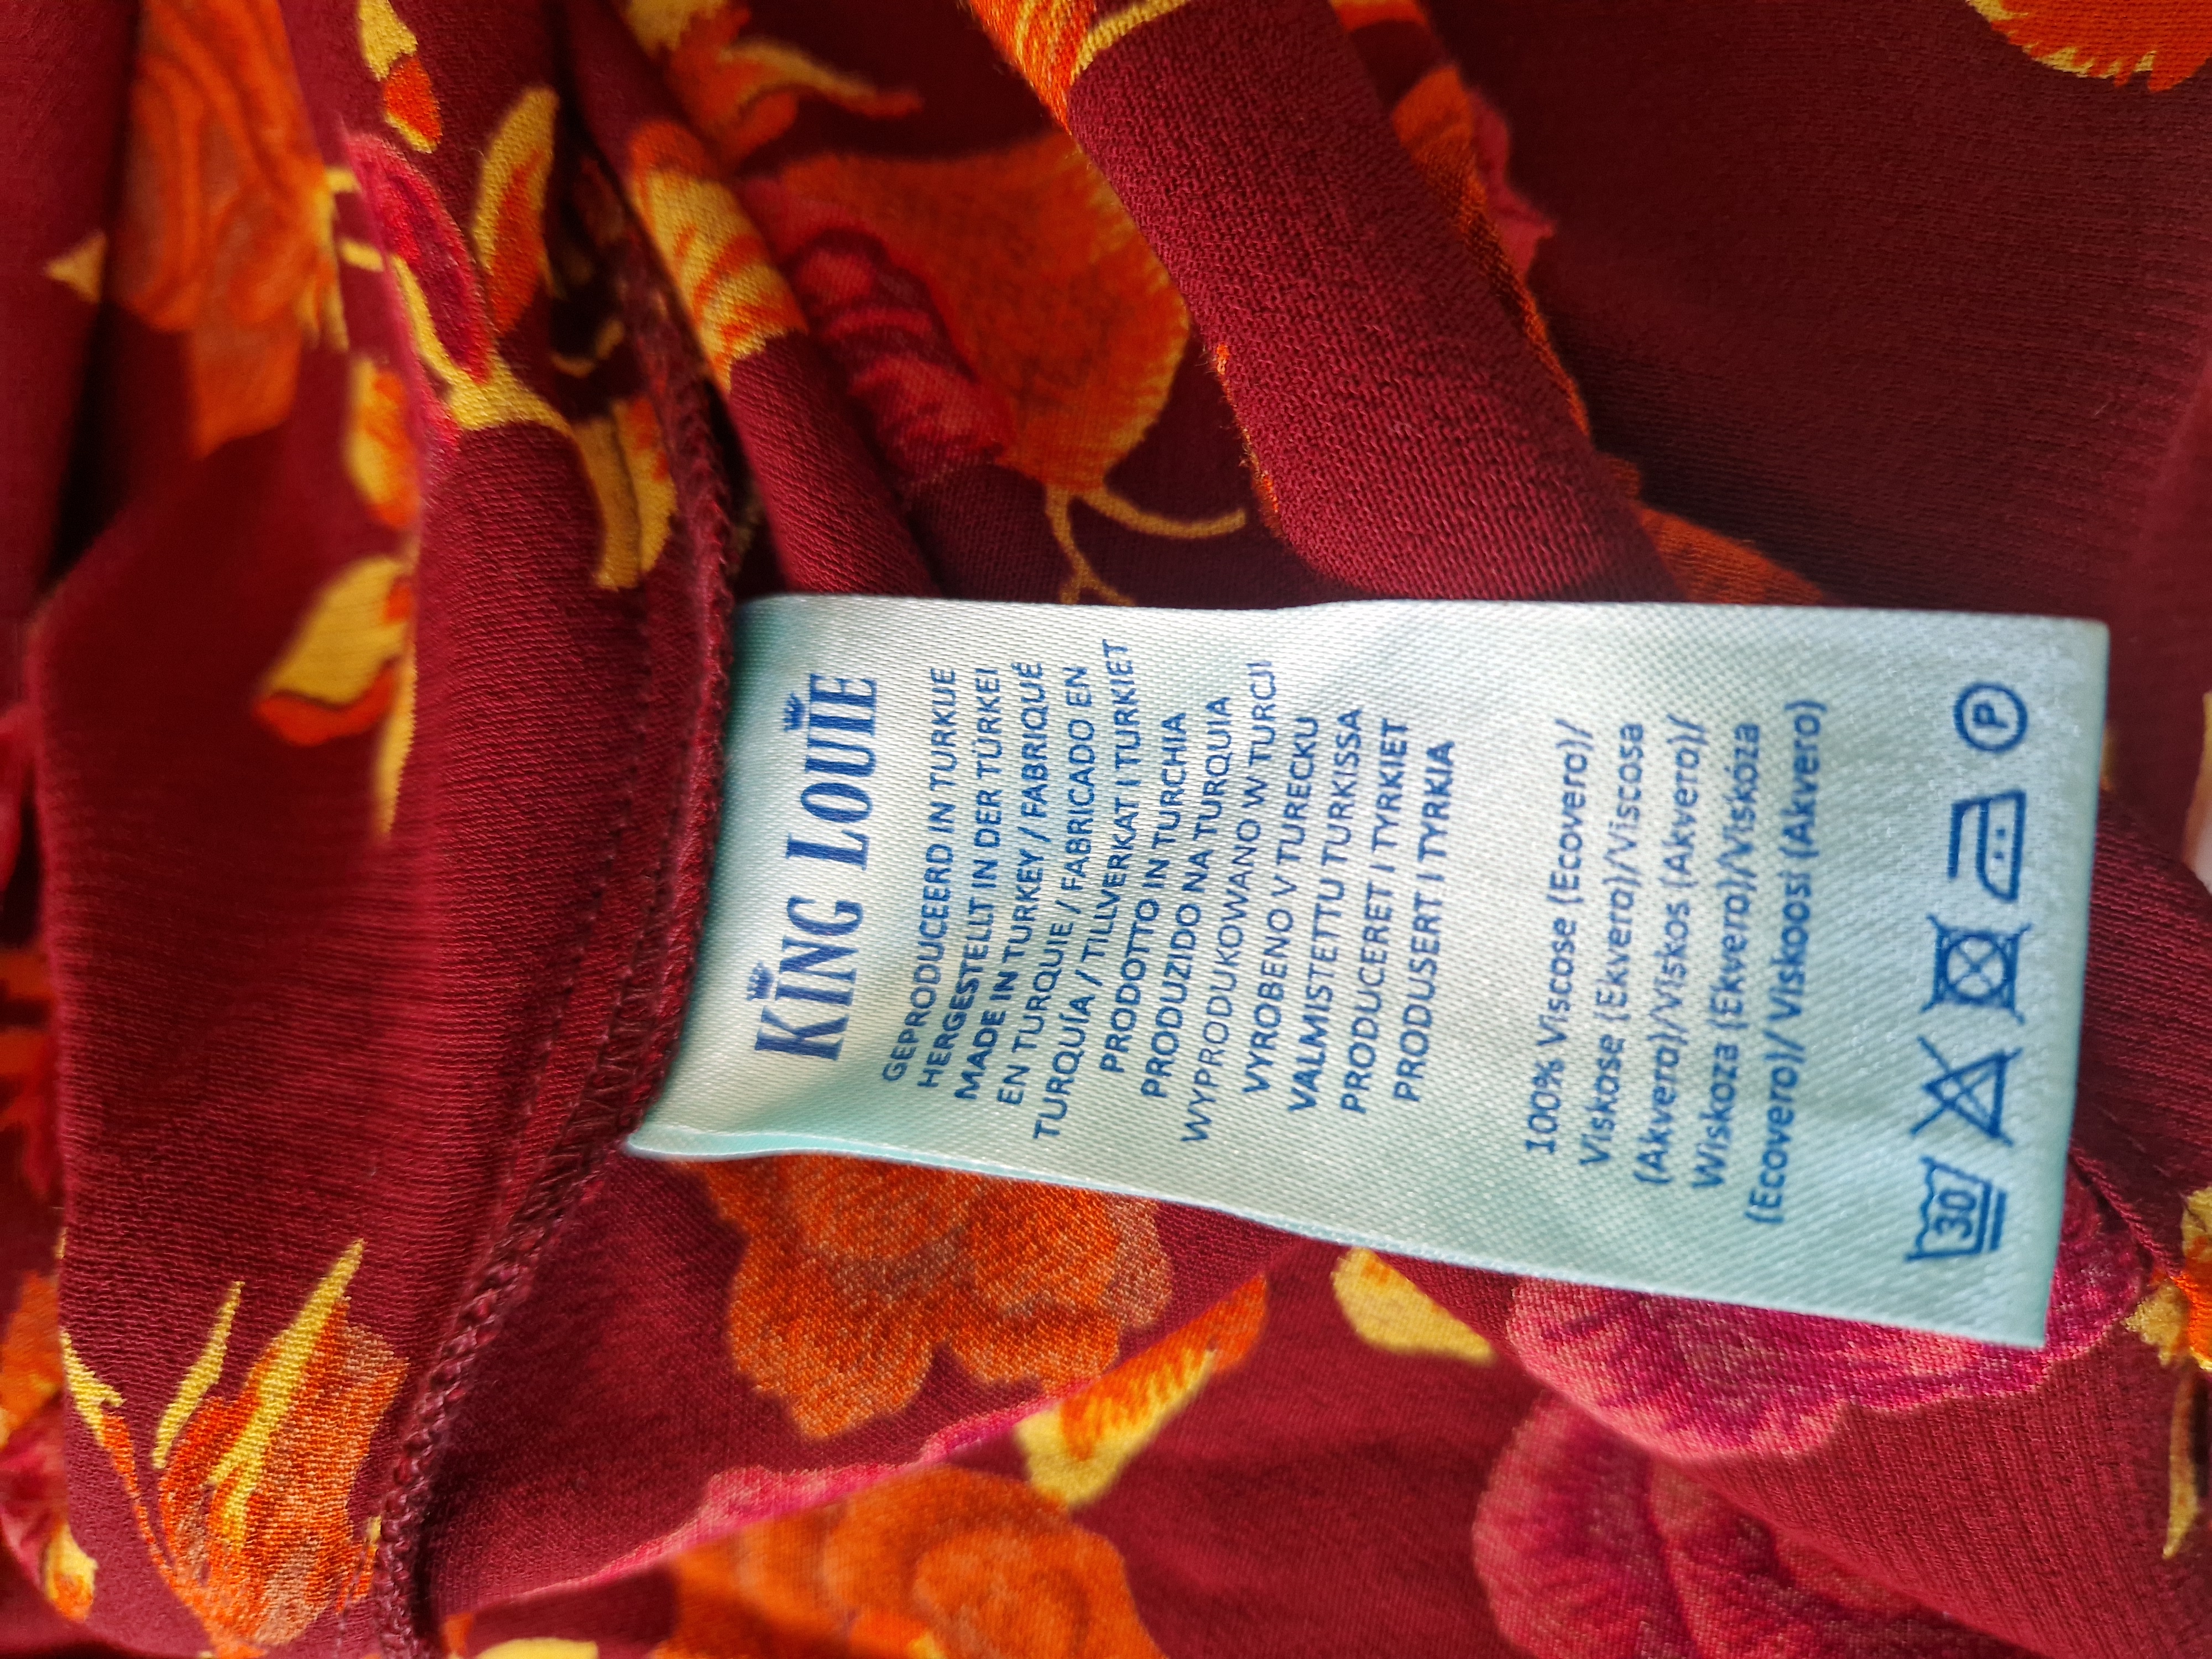 KING LOUIE
GEPRODUCEERD IN TURKIJE
HERGESTELLT IN DER TÜRKEI
MADE IN TURKEY / FABRIQUÉ
EN TURQUIE / FABRICADO EN
TURQUÍA / TILLVERKAT I TURKIET
PRODOTTO IN TURCHIA
PRODUZIDO NA TURQUIA
WYPRODUKOWANO W TURCJI
VYROBENO V TURECKU
VALMISTETTU TURKISSA
PRODUCERET I TYRKIET
PRODUSERT I TYRKIA
100% Viscose (Ecovero)/
Viskose (Ekvero)/Viscosa
(Akvero)/Viskos (Akvero)/
Wiskoza (Ekvero)/Viskóza
(Ecovero)/ Viskoosi (Akvero)
30 P